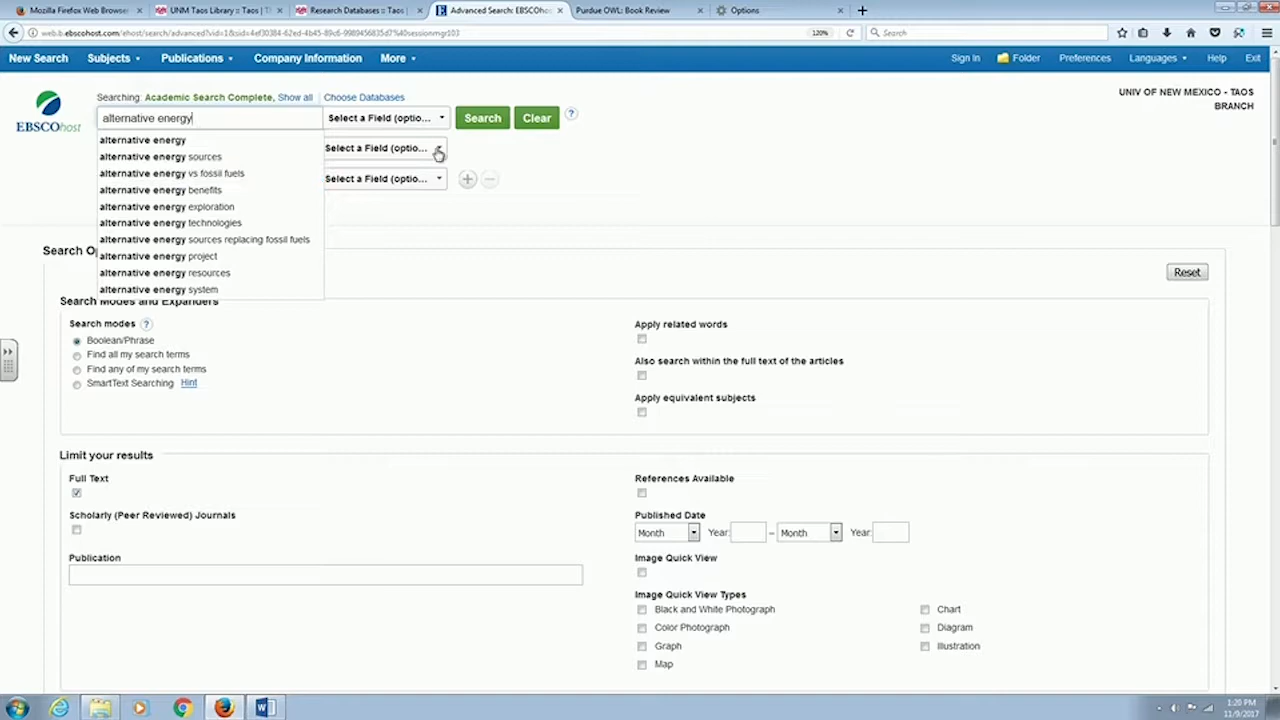 Mozilla Firefox Web Browser
UNM Taos Library :: Taos | T
Research Databases :: Taos |
Advanced Search: EBSCOhost
Purdue OWL: Book Review
Options
120%
Search
New Search
Subjects
Publications
Company Information
More
Sign In
Folder
Preferences
Languages
Help
Exit
Searching: Academic Search Complete, Show all
Choose Databases
UNIV OF NEW MEXICO - TAOS
BRANCH
EBSCOhost
alternative energy
Select a Field (optio...
Search
Clear
alternative energy
Select a Field (optio...
alternative energy sources
alternative energy vs fossil fuels
Select a Field (optio...
alternative energy benefits
alternative energy exploration
alternative energy technologies
alternative energy sources replacing fossil fuels
alternative energy project
alternative energy resources
alternative energy system
Reset
Search Modes and Expanders
Search modes
Boolean/Phrase
Find all my search terms
Find any of my search terms
SmartText Searching Hint
Apply related words
Also search within the full text of the articles
Apply equivalent subjects
Limit your results
Full Text
Scholarly (Peer Reviewed) Journals
Publication
References Available
Published Date
Month Year: – Month Year:
Image Quick View
Image Quick View Types
Black and White Photograph
Color Photograph
Graph
Map
Chart
Diagram
Illustration
1:20 PM
11/9/2017